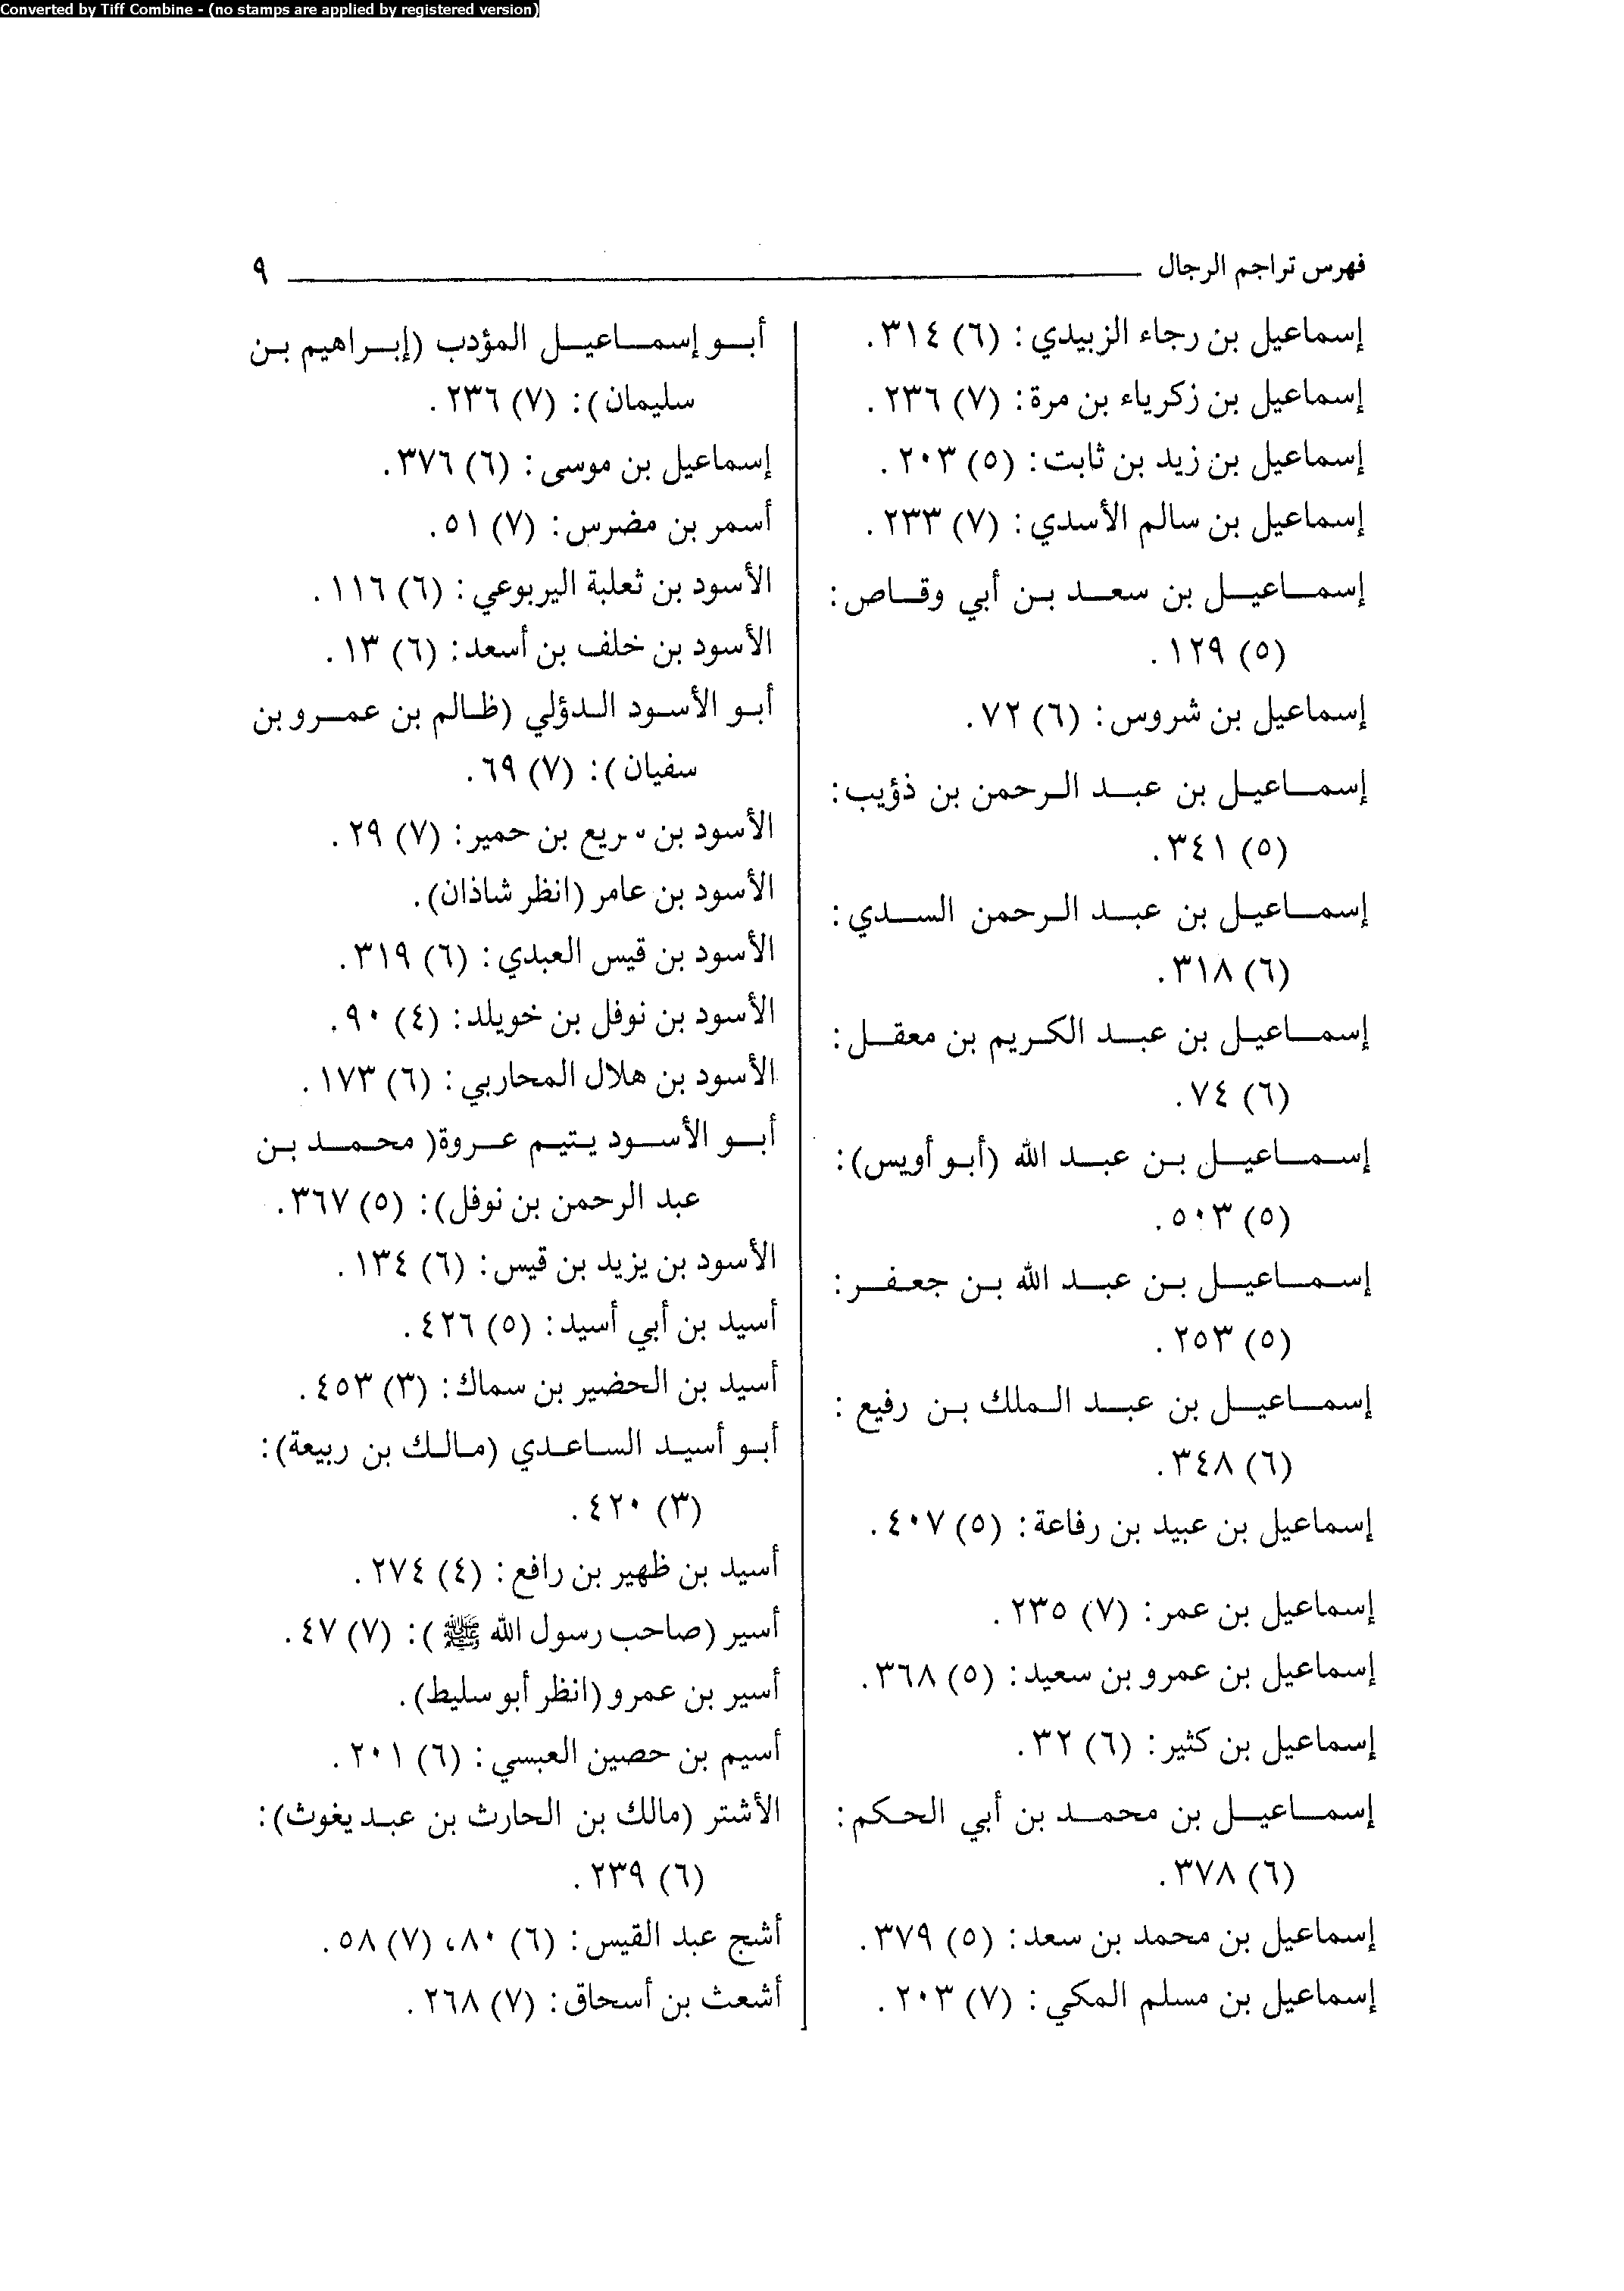 Converted by Tiff Combine - (no stamps are applied by registered version)
فهرس تراجم الرجال ٩
إسماعيل بن رجاء الزبيدي: (٦) ٣١٤.
إسماعيل بن زكرياء بن مرة: (٧) ٢٣٦.
إسماعيل بن زيد بن ثابت: (٥) ٢٠٣.
إسماعيل بن سالم الأسدي: (٧) ٢٣٣.
إسماعيل بن سعد بن أبي وقاص:
(٥) ١٢٩.
إسماعيل بن شروس: (٦) ٧٢.
إسماعيل بن عبد الرحمن بن ذؤيب:
(٥) ٣٤١.
إسماعيل بن عبد الرحمن السدي:
(٦) ٣١٨.
إسماعيل بن عبد الكريم بن معقل:
(٦) ٧٤.
إسماعيل بن عبد الله (أبو أويس):
(٥) ٥٠٣.
إسماعيل بن عبد الله بن جعفر:
(٥) ٢٥٣.
إسماعيل بن عبد الملك بن رفيع:
(٦) ٣٤٨.
إسماعيل بن عبيد بن رفاعة: (٥) ٤٠٧.
إسماعيل بن عمر: (٧) ٢٣٥.
إسماعيل بن عمرو بن سعيد: (٥) ٣٦٨.
إسماعيل بن كثير: (٦) ٣٢.
إسماعيل بن محمد بن أبي الحكم:
(٦) ٣٧٨.
إسماعيل بن محمد بن سعد: (٥) ٣٧٩.
إسماعيل بن مسلم المكي: (٧) ٢٠٣.
أبو إسماعيل المؤدب (إبراهيم بن
سليمان): (٧) ٢٣٦.
إسماعيل بن موسى: (٦) ٣٧٦.
أسمر بن مضرس: (٧) ٥١.
الأسود بن ثعلبة اليربوعي: (٦) ١١٦.
الأسود بن خلف بن أسعد: (٦) ١٣.
أبو الأسود الدؤلي (ظالم بن عمرو بن
سفيان): (٧) ٦٩.
الأسود بن سريع بن حمير: (٧) ٢٩.
الأسود بن عامر (انظر شاذان).
الأسود بن قيس العبدي: (٦) ٣١٩.
الأسود بن نوفل بن خويلد: (٤) ٩٠.
الأسود بن هلال المحاربي: (٦) ١٧٣.
أبو الأسود يتيم عروة( محمد بن
عبد الرحمن بن نوفل): (٥) ٣٦٧.
الأسود بن يزيد بن قيس: (٦) ١٣٤.
أسيد بن أبي أسيد: (٥) ٤٢٦.
أسيد بن الحضير بن سماك: (٣) ٤٥٣.
أبو أسيد الساعدي (مالك بن ربيعة):
(٣) ٤٢٠.
أسيد بن ظهير بن رافع: (٤) ٢٧٤.
أسير (صاحب رسول الله ﷺ): (٧) ٤٧.
أسير بن عمرو (انظر أبو سليط).
أسيم بن حصين العبسي: (٦) ٢٠١.
الأشتر (مالك بن الحارث بن عبد يغوث):
(٦) ٢٣٩.
أشج عبد القيس: (٦) ٨٠، (٧) ٥٨.
أشعث بن أسحاق: (٧) ٢٦٨.